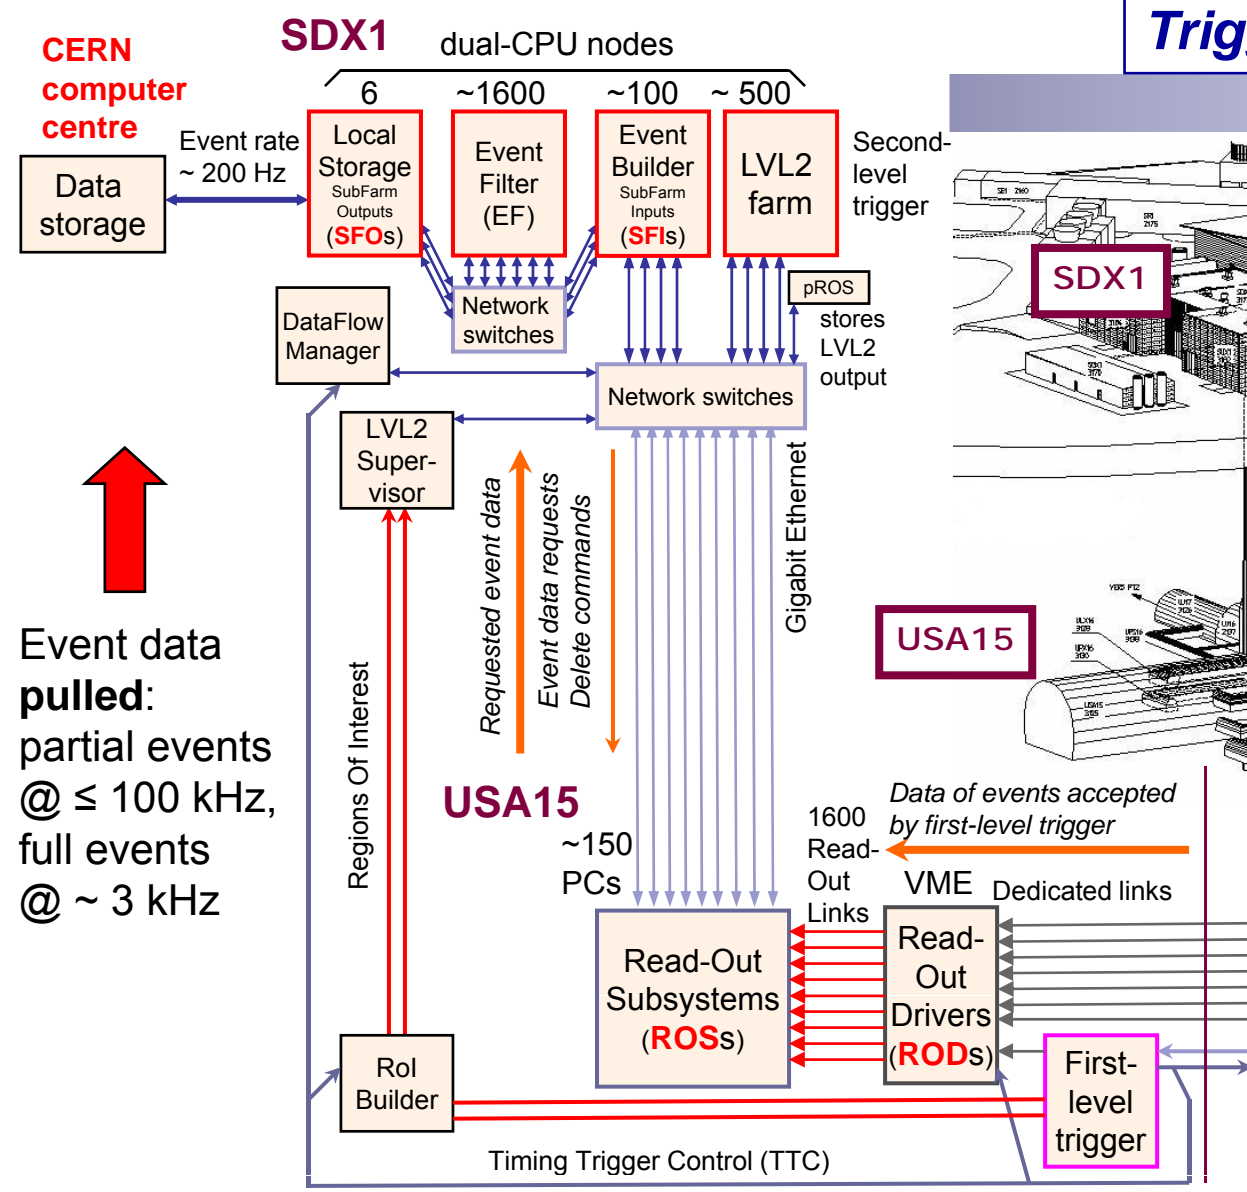 Trig
SDX1
dual-CPU nodes
CERN
computer
centre
6
~1600
~100
~ 500
Event rate
~ 200 Hz
Data
storage
Local
Storage
SubFarm
Outputs
(SFOs)
Event
Filter
(EF)
Event
Builder
SubFarm
Inputs
(SFIs)
LVL2
farm
Second-
level
trigger
pROS
stores
LVL2
output
Network
switches
DataFlow
Manager
Network switches
LVL2
Super-
visor
SDX1
Requested event data
Event data requests
Delete commands
Gigabit Ethernet
Event data
pulled:
partial events
@ ≤ 100 kHz,
full events
@ ~ 3 kHz
Regions Of Interest
USA15
USA15
~150
PCs
1600
Read-
Out
Links
Data of events accepted
by first-level trigger
VME
Dedicated links
Read-Out
Subsystems
(ROSs)
Read-
Out
Drivers
(RODs)
First-
level
trigger
RoI
Builder
Timing Trigger Control (TTC)